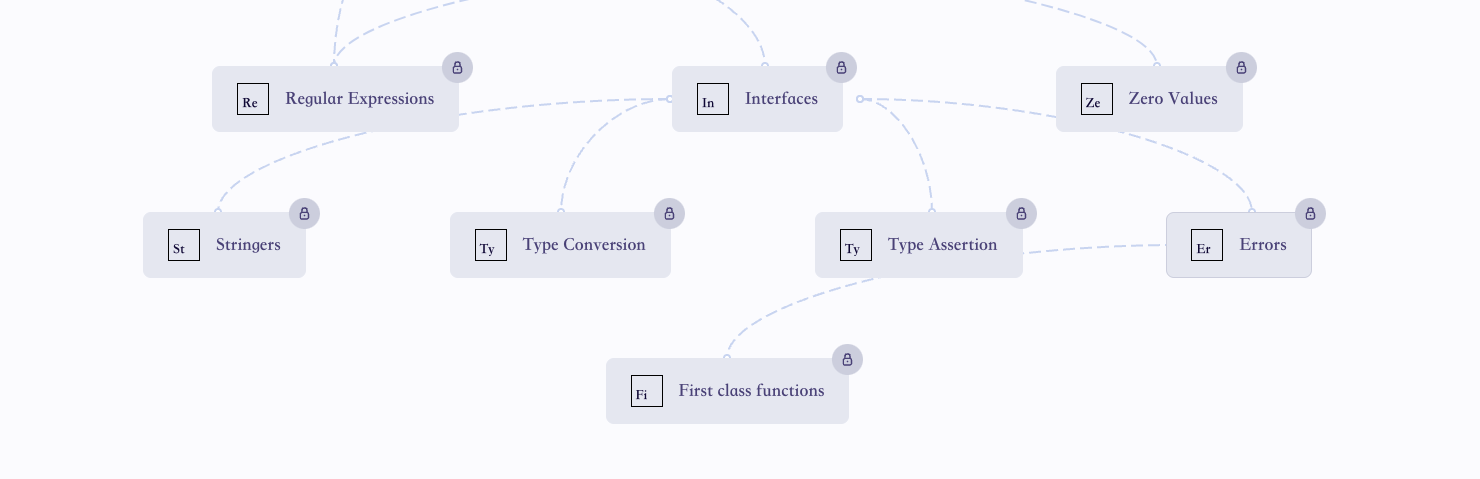 Re Regular Expressions
In Interfaces
Ze Zero Values
St Stringers
Ty Type Conversion
Ty Type Assertion
Er Errors
Fi First class functions